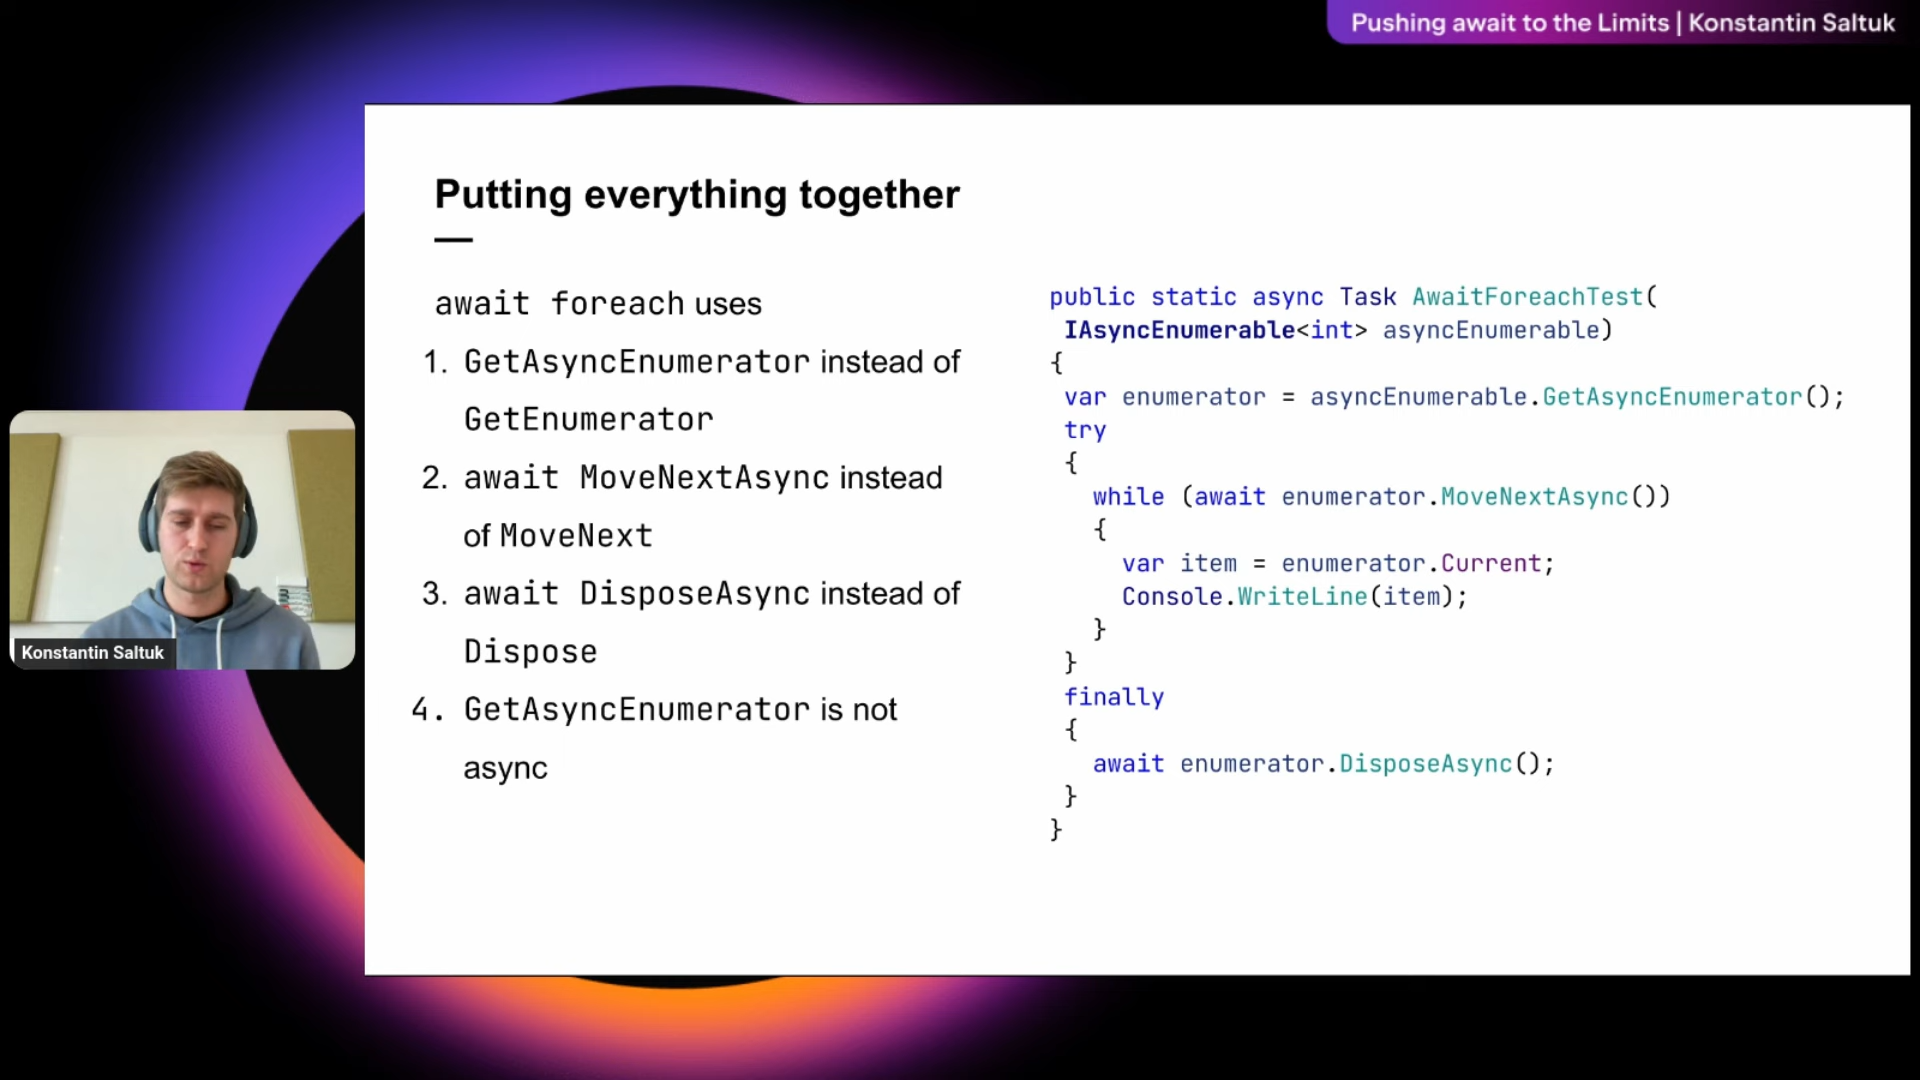 Pushing await to the Limits | Konstantin Saltuk
Putting everything together
await foreach uses
1. GetAsyncEnumerator instead of
GetEnumerator
2. await MoveNextAsync instead
of MoveNext
3. await DisposeAsync instead of
Dispose
4. GetAsyncEnumerator is not
async
public static async Task AwaitForeachTest(
IAsyncEnumerable<int> asyncEnumerable)
{
var enumerator = asyncEnumerable.GetAsyncEnumerator();
try
{
while (await enumerator.MoveNextAsync())
{
var item = enumerator.Current;
Console.WriteLine(item);
}
}
finally
{
await enumerator.DisposeAsync();
}
}
Konstantin Saltuk